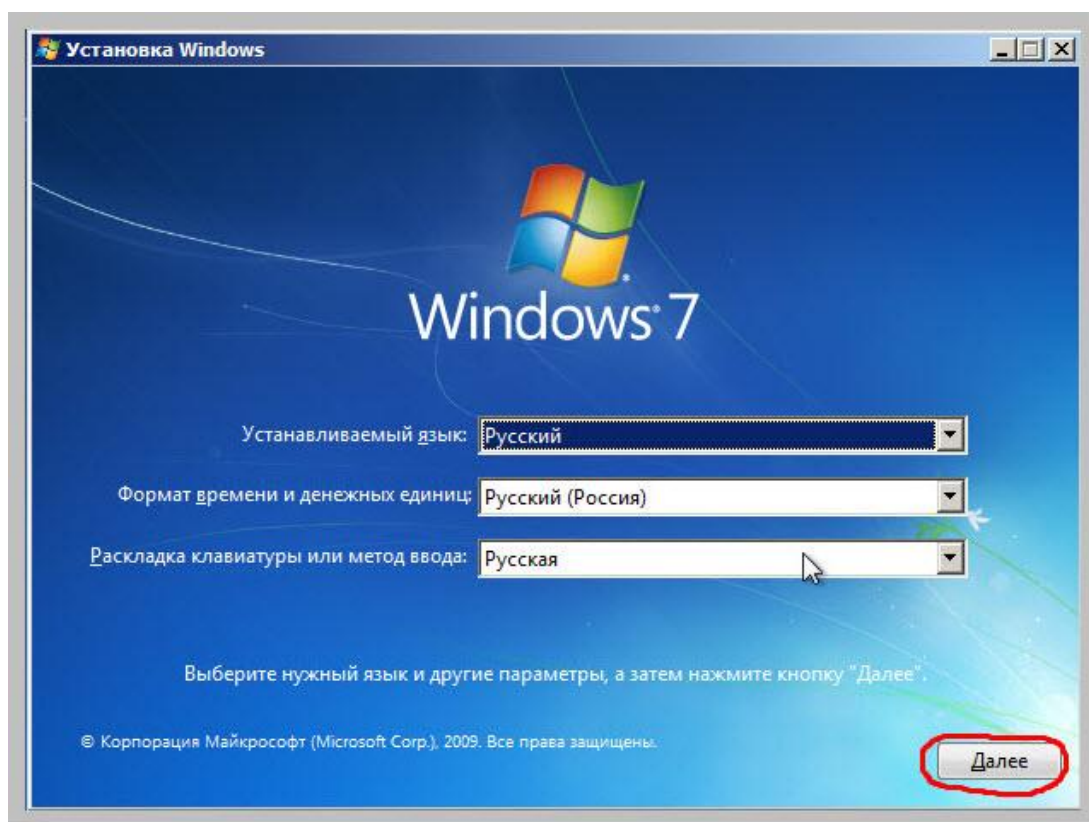 Установка Windows
Windows® 7
Устанавливаемый язык: Русский
Формат времени и денежных единиц: Русский (Россия)
Раскладка клавиатуры или метод ввода: Русская
Выберите нужный язык и другие параметры, а затем нажмите кнопку "Далее".
© Корпорация Майкрософт (Microsoft Corp.), 2009. Все права защищены.
Далее